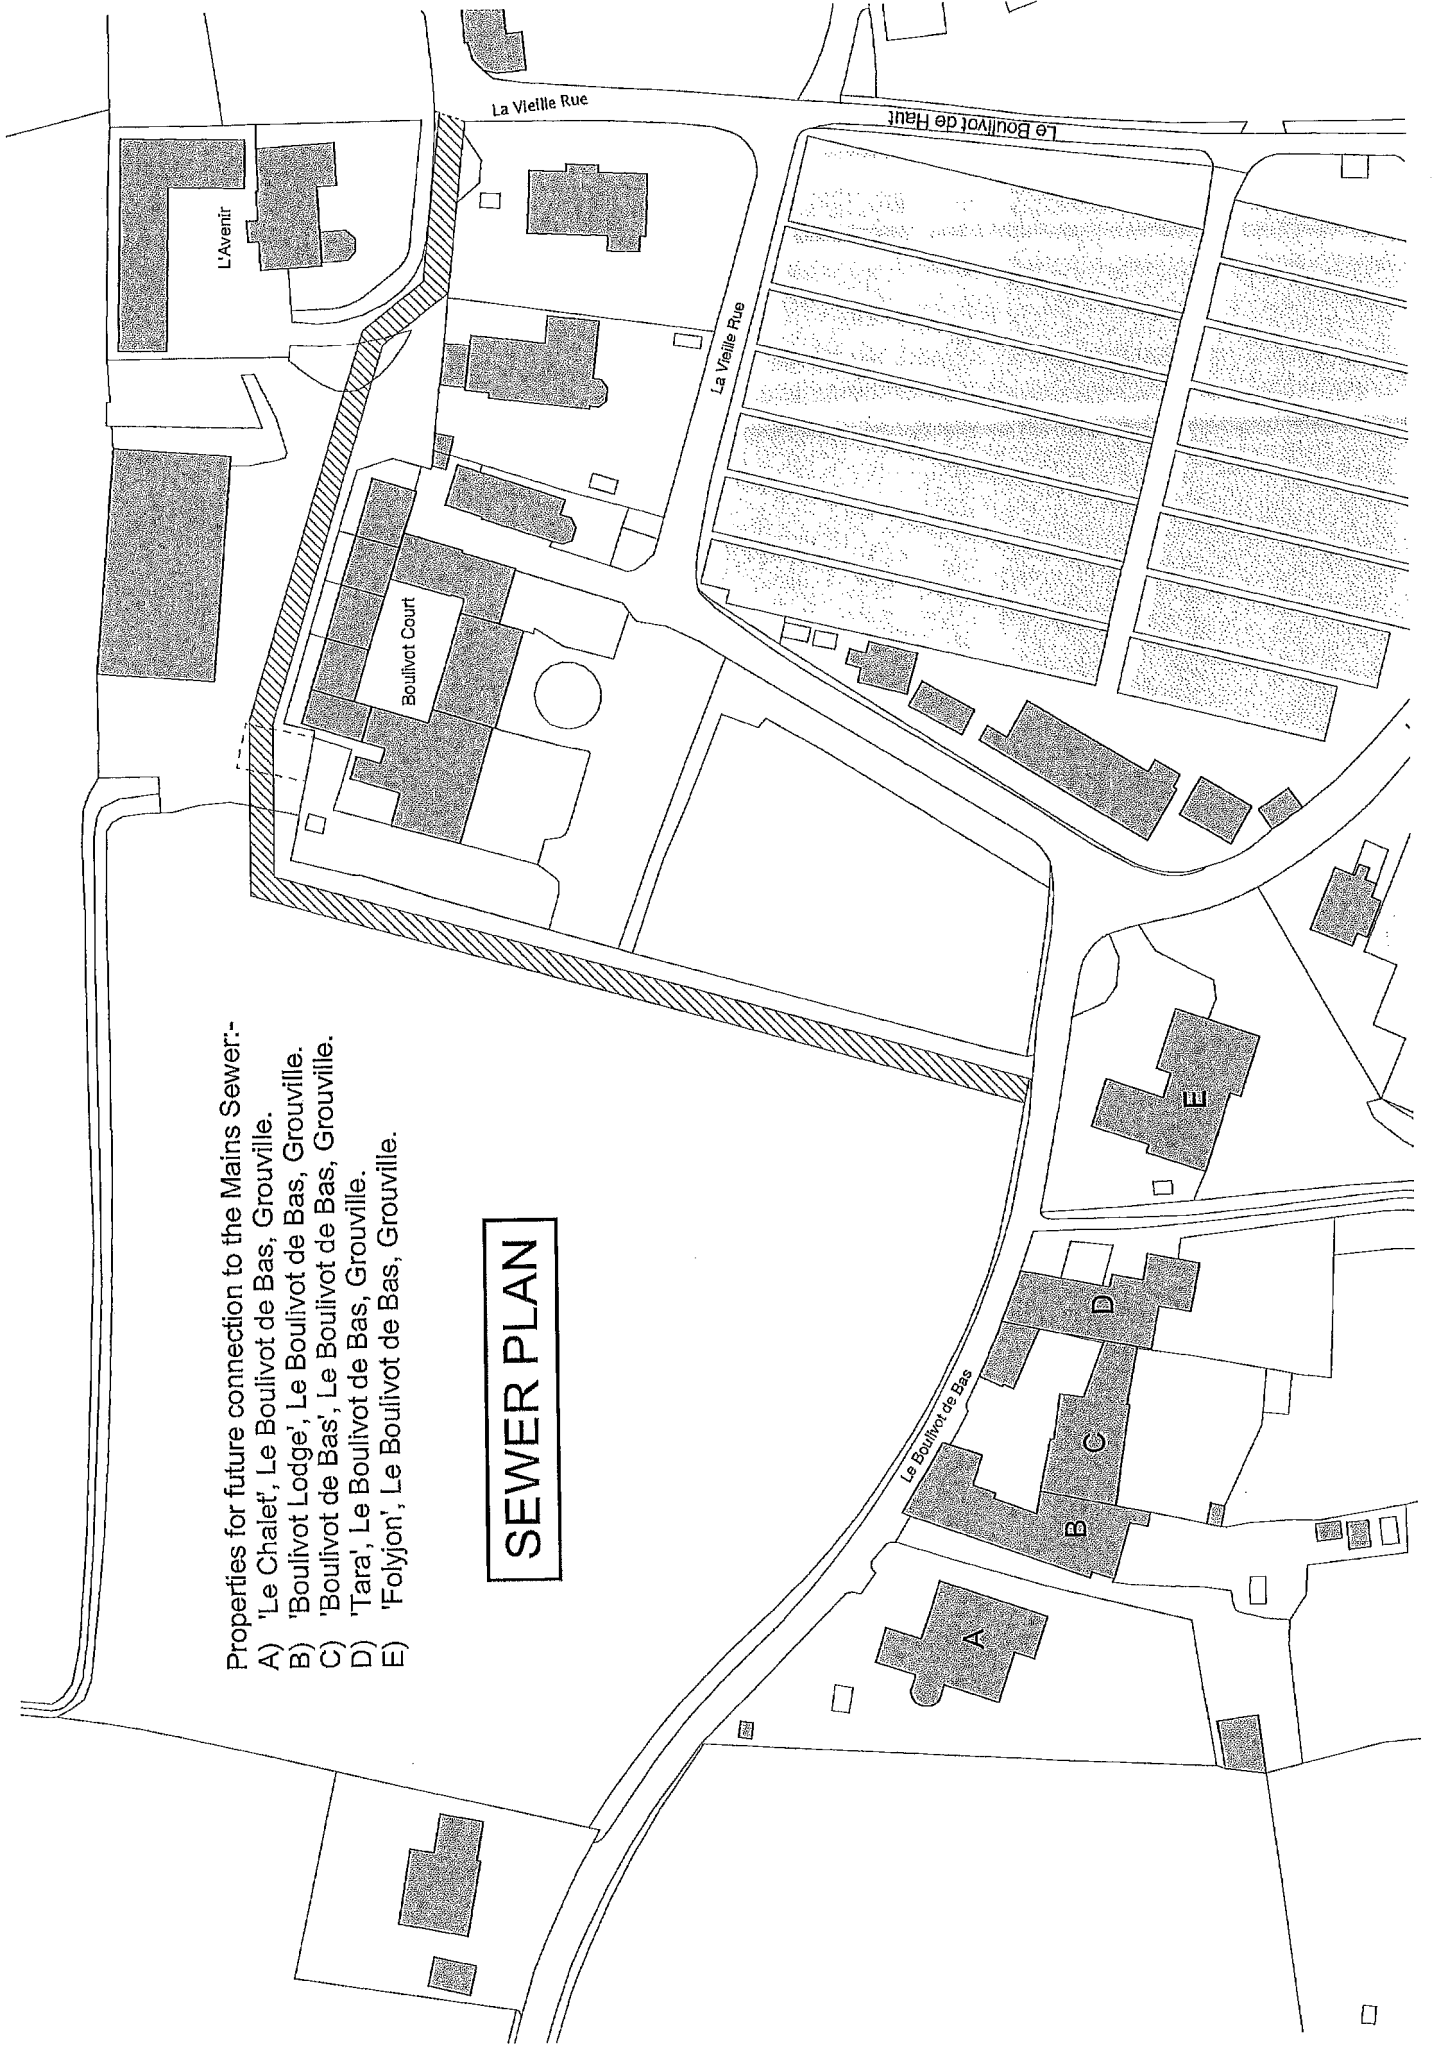 Properties for future connection to the Mains Sewer:-
A) 'Le Chalet', Le Boulivot de Bas, Grouville.
B) 'Boulivot Lodge', Le Boulivot de Bas, Grouville.
C) 'Boulivot de Bas', Le Boulivot de Bas, Grouville.
D) 'Tara', Le Boulivot de Bas, Grouville.
E) 'Folyjon', Le Boulivot de Bas, Grouville.
SEWER PLAN
L'Avenir
La Vieille Rue
Le Boulivot de Haut
La Vieille Rue
Boulivot Court
Le Boulivot de Bas
A
B
C
D
E